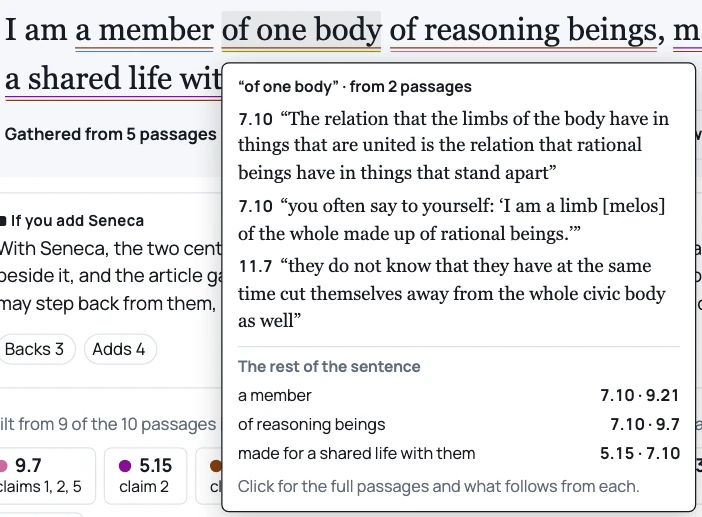 I am a member of one body of reasoning beings, m
a shared life wit
"of one body" · from 2 passages
7.10 “The relation that the limbs of the body have in
things that are united is the relation that rational
beings have in things that stand apart”
7.10 “you often say to yourself: ‘I am a limb [melos]
of the whole made up of rational beings.’”
11.7 “they do not know that they have at the same
time cut themselves away from the whole civic body
as well”
The rest of the sentence
a member 7.10 · 9.21
of reasoning beings 7.10 · 9.7
made for a shared life with them 5.15 · 7.10
Click for the full passages and what follows from each.
Gathered from 5 passages
If you add Seneca
With Seneca, the two cent
beside it, and the article ga
may step back from them,
Backs 3 Adds 4
ilt from 9 of the 10 passages
9.7 5.15
claims 1, 2, 5 claim 2 cl